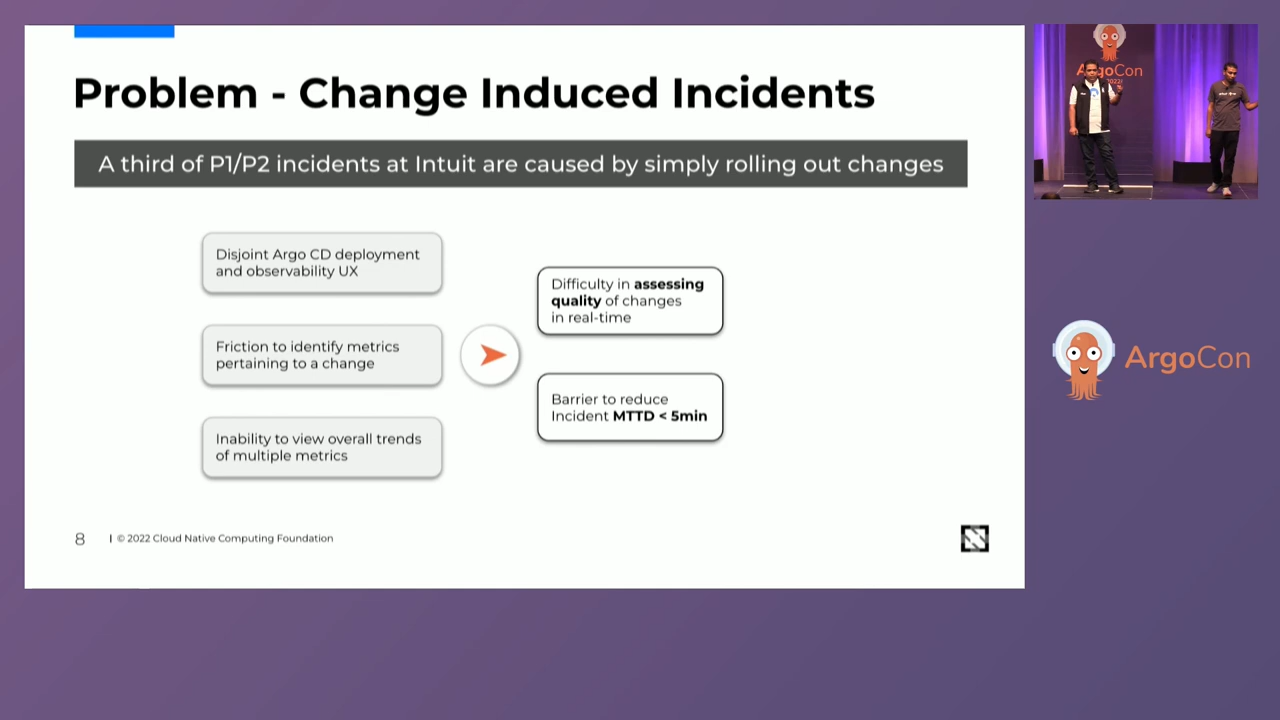 Problem - Change Induced Incidents
A third of P1/P2 incidents at Intuit are caused by simply rolling out changes
Disjoint Argo CD deployment
and observability UX
Friction to identify metrics
pertaining to a change
Inability to view overall trends
of multiple metrics
Difficulty in assessing
quality of changes
in real-time
Barrier to reduce
Incident MTTD < 5min
8
| © 2022 Cloud Native Computing Foundation
ArgoCon
2022
ArgoCon